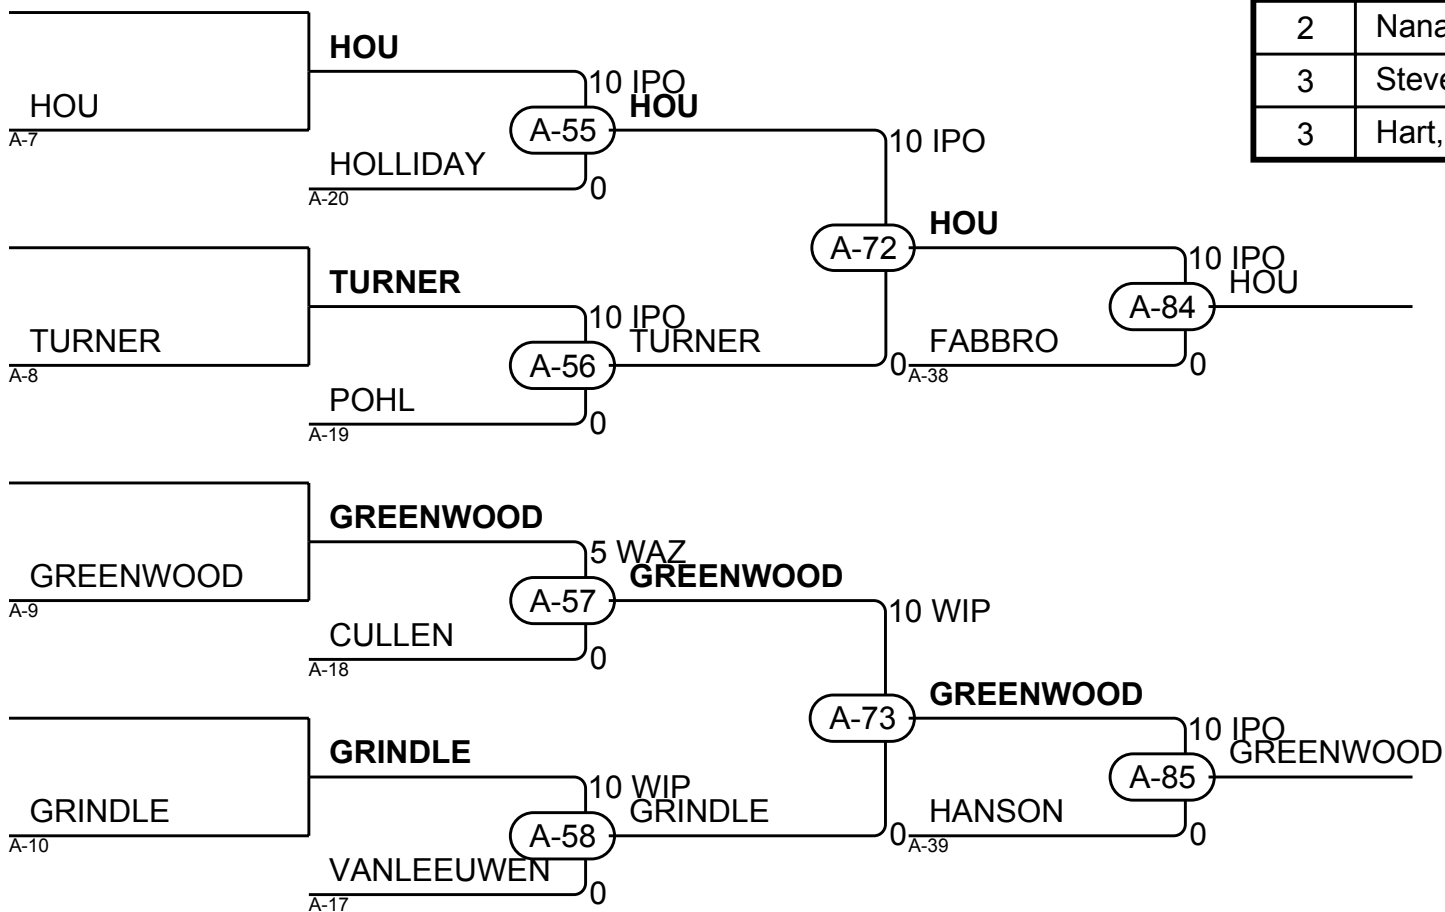 2 Nana
3 Steve
3 Hart,
HOU
10 IPO
HOU
HOU
A-7
A-55
10 IPO
HOLLIDAY
A-20
0
HOU
A-72
TURNER
10 IPO
HOU
10 IPO
TURNER
A-84
TURNER
A-8
A-56
0
FABBRO
A-38
0
POHL
A-19
0
GREENWOOD
5 WAZ
GREENWOOD
GREENWOOD
A-9
A-57
10 WIP
CULLEN
A-18
0
GREENWOOD
A-73
GRINDLE
10 IPO
GREENWOOD
10 WIP
A-85
GRINDLE
GRINDLE
A-10
A-58
0
HANSON
A-39
0
VANLEEUWEN
A-17
0